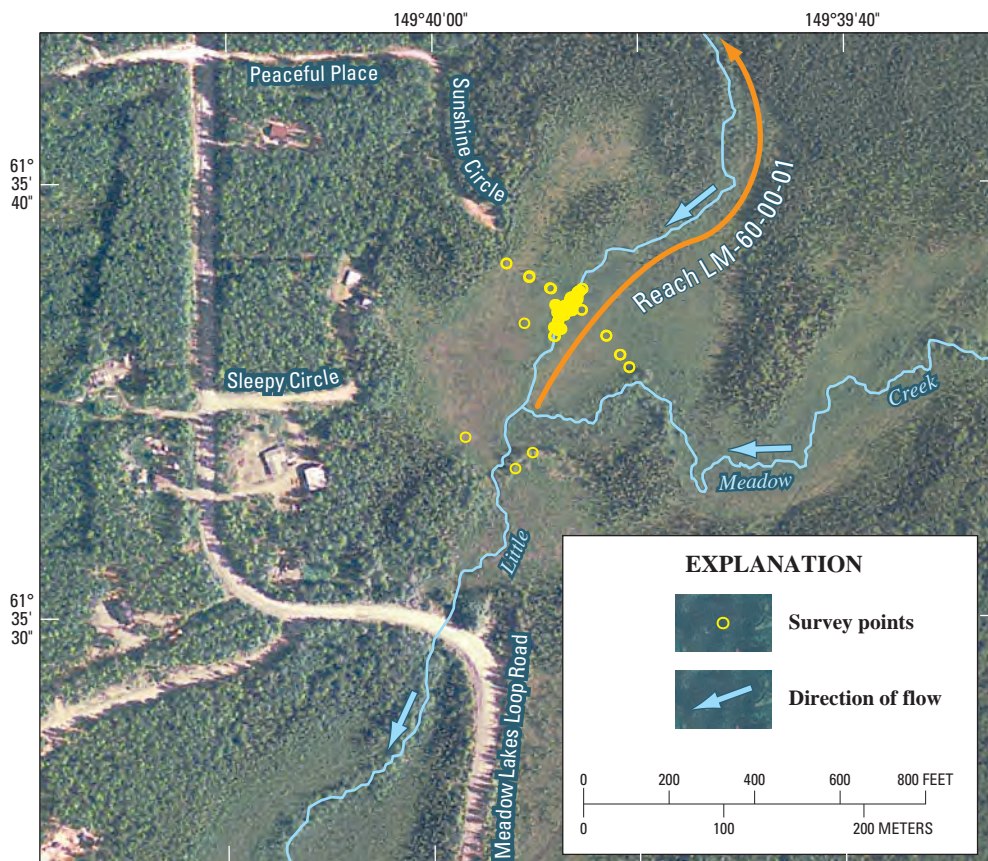 149°40'00"
149°39'40"
Peaceful Place
Sunshine Circle
61°
35'
40"
Reach LM-60-00-01
Sleepy Circle
Creek
Meadow
Little
61°
35'
30"
Meadow Lakes Loop Road
EXPLANATION
Survey points
Direction of flow
0 200 400 600 800 FEET
0 100 200 METERS